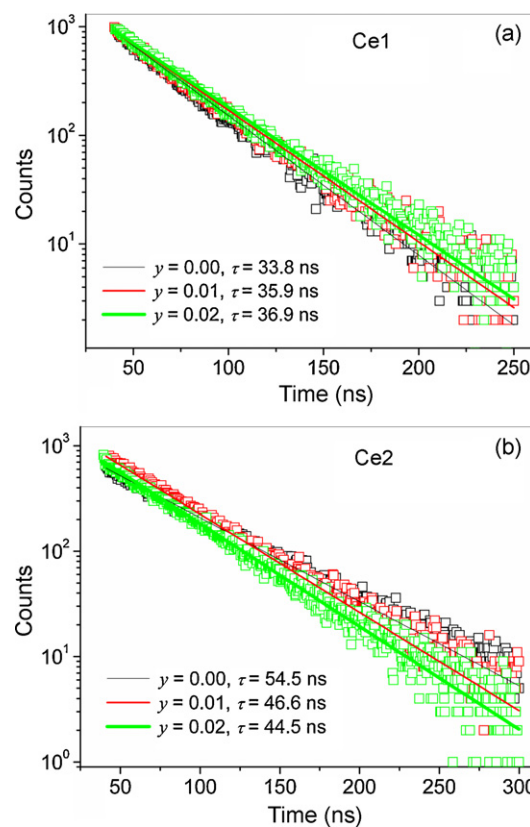 (a)
Ce1
10³
10²
10¹
Counts
y = 0.00, τ = 33.8 ns
y = 0.01, τ = 35.9 ns
y = 0.02, τ = 36.9 ns
50 100 150 200 250
Time (ns)
(b)
Ce2
10³
10²
10¹
10⁰
Counts
y = 0.00, τ = 54.5 ns
y = 0.01, τ = 46.6 ns
y = 0.02, τ = 44.5 ns
50 100 150 200 250 300
Time (ns)